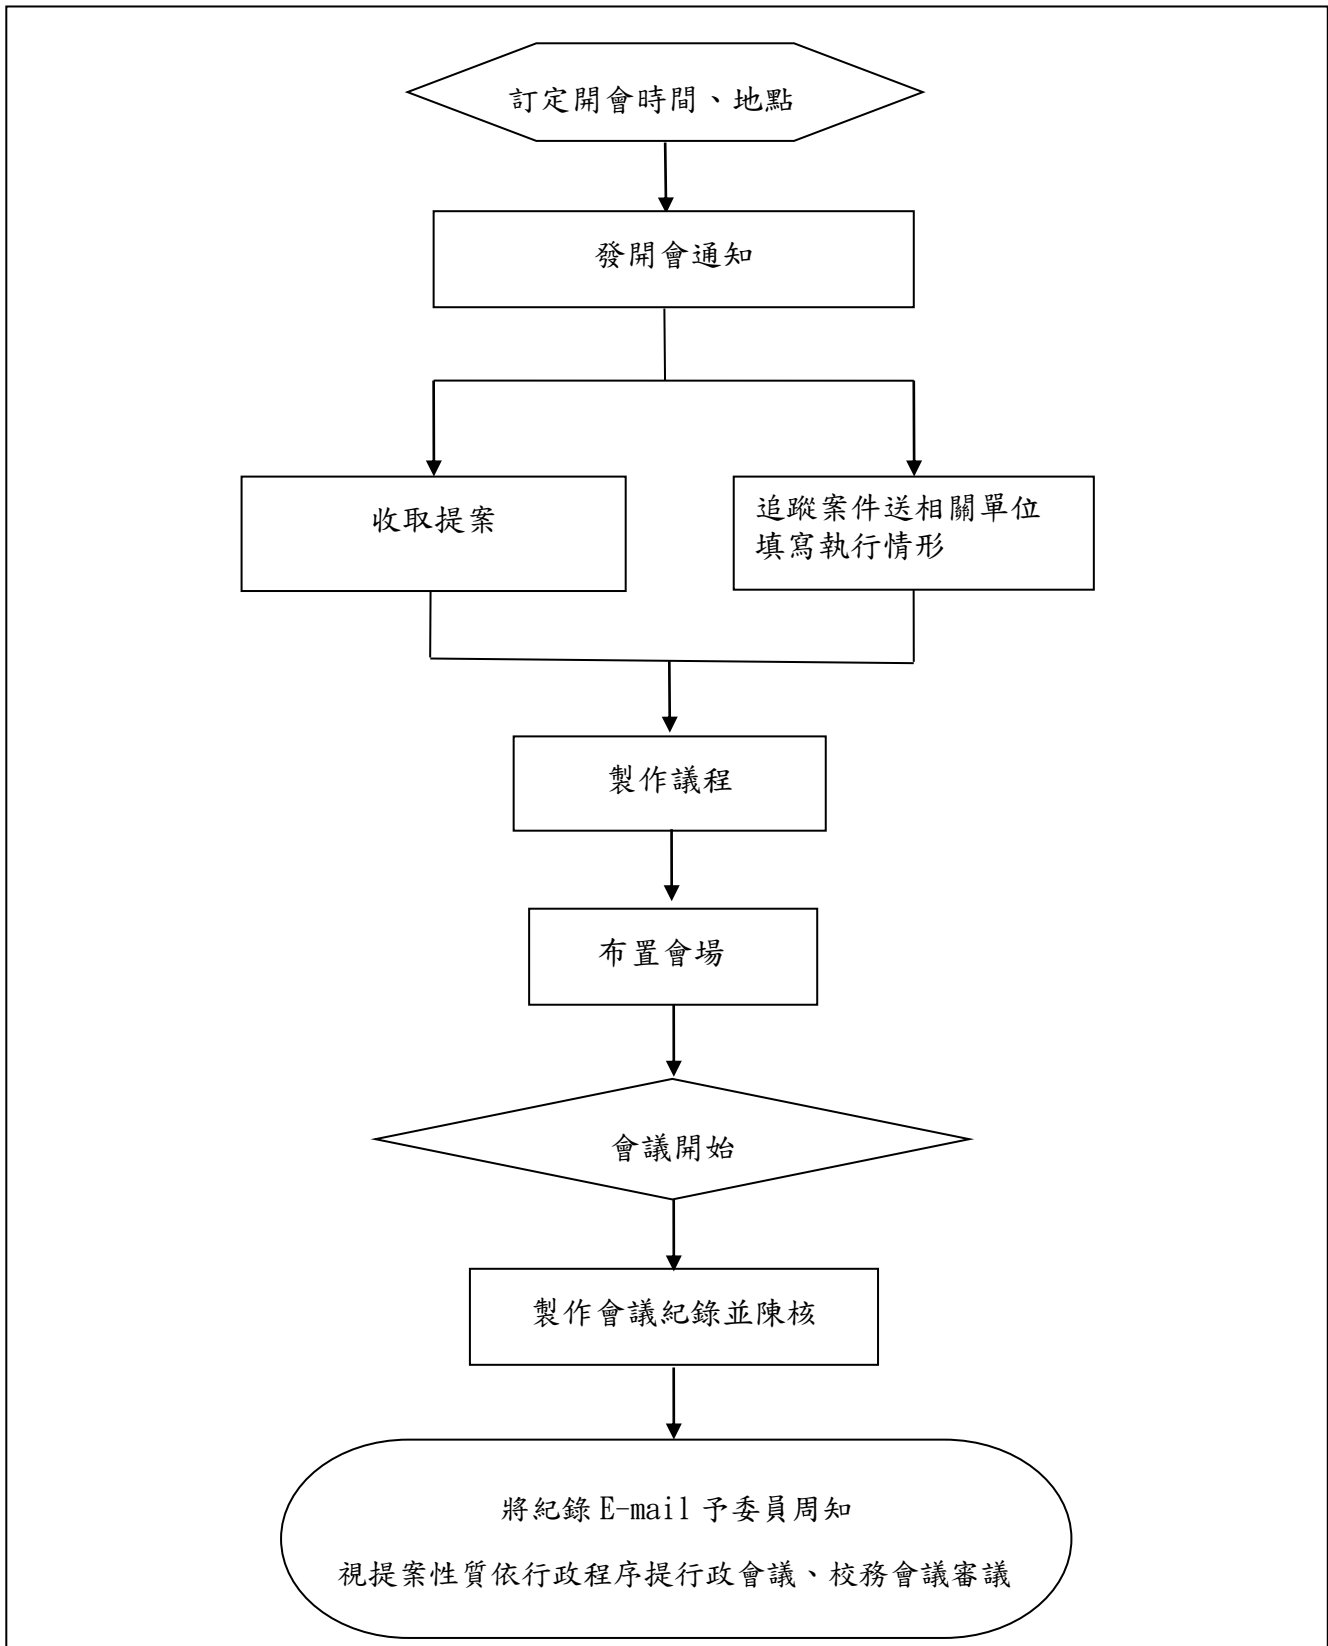 訂定開會時間、地點
發開會通知
收取提案
追蹤案件送相關單位
填寫執行情形
製作議程
布置會場
會議開始
製作會議紀錄並陳核
將紀錄 E-mail 予委員周知
視提案性質依行政程序提行政會議、校務會議審議